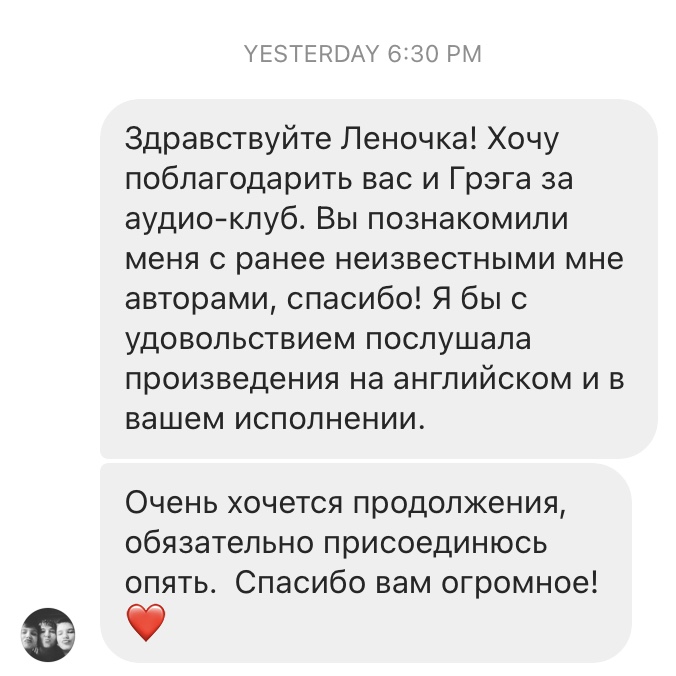 YESTERDAY 6:30 PM
Здравствуйте Леночка! Хочу
поблагодарить вас и Грэга за
аудио-клуб. Вы познакомили
меня с ранее неизвестными мне
авторами, спасибо! Я бы с
удовольствием послушала
произведения на английском и в
вашем исполнении.
Очень хочется продолжения,
обязательно присоединюсь
опять.  Спасибо вам огромное!
❤️